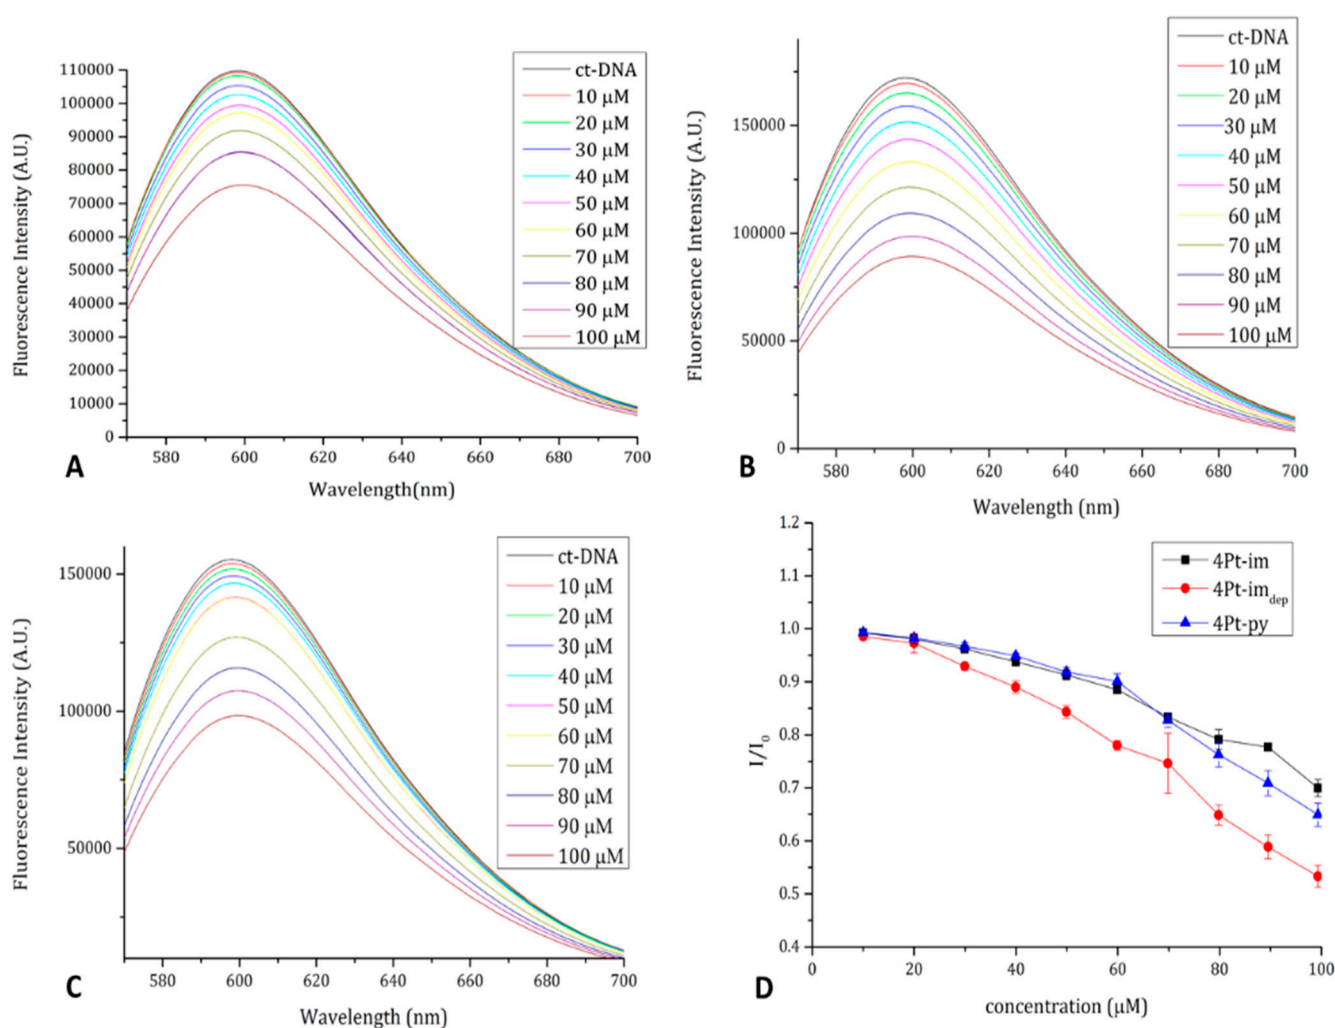 110000
100000
90000
80000
70000
60000
50000
40000
30000
20000
10000
0
Fluorescence Intensity (A.U.)
580 600 620 640 660 680 700
Wavelength(nm)
A
ct-DNA
10 μM
20 μM
30 μM
40 μM
50 μM
60 μM
70 μM
80 μM
90 μM
100 μM
150000
100000
50000
0
Fluorescence Intensity (A.U.)
580 600 620 640 660 680 700
Wavelength (nm)
B
ct-DNA
10 μM
20 μM
30 μM
40 μM
50 μM
60 μM
70 μM
80 μM
90 μM
100 μM
150000
100000
50000
Fluorescence Intensity (A.U.)
580 600 620 640 660 680 700
Wavelength (nm)
C
ct-DNA
10 μM
20 μM
30 μM
40 μM
50 μM
60 μM
70 μM
80 μM
90 μM
100 μM
1.2
1.1
1.0
0.9
0.8
0.7
0.6
0.5
0.4
I/I0
0 20 40 60 80 100
concentration (μM)
D
4Pt-im
4Pt-imdep
4Pt-py